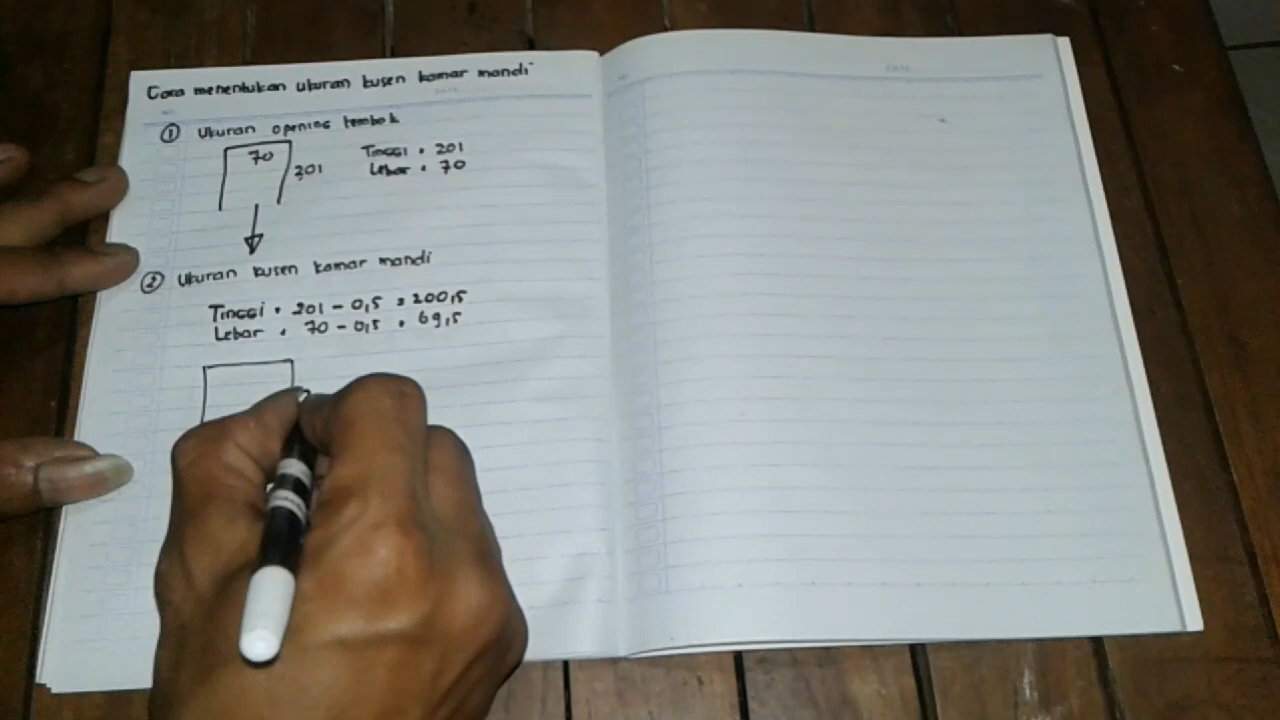 Cara menentukan ukuran kusen kamar mandi
① Ukuran opening tembok
70
201
Tinggi = 201
Lebar = 70
② Ukuran kusen kamar mandi
Tinggi = 201 - 0,5 = 200,5
Lebar = 70 - 0,5 = 69,5